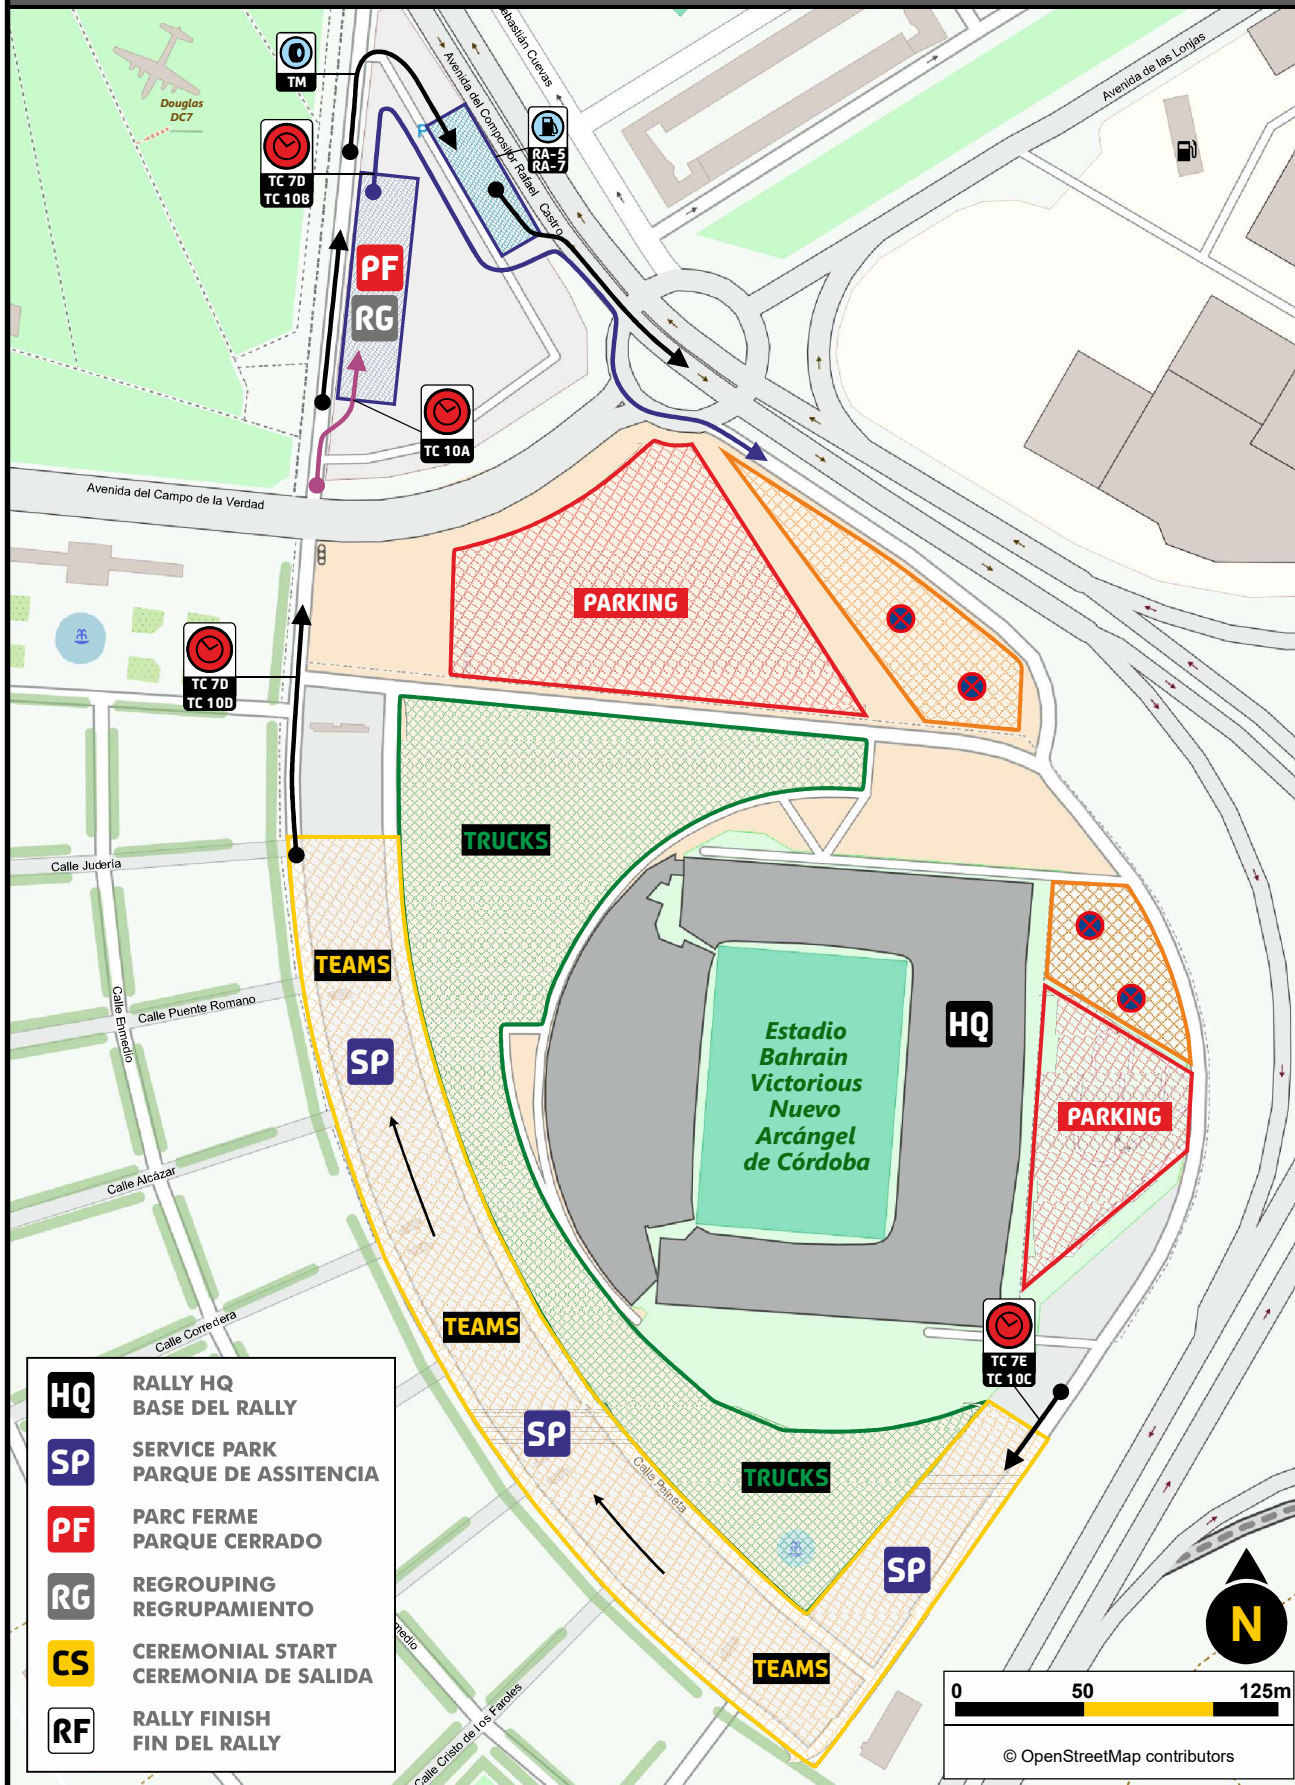 Sebastián Cuevas
Avenida del Compositor Rafael Castro
Avenida de las Lonjas
Douglas
DC7
TM
P
RA-5
RA-7
TC 7D
TC 10B
PF
RG
TC 10A
Avenida del Campo de la Verdad
PARKING
TC 7D
TC 10D
TRUCKS
Calle Judería
TEAMS
Calle Enmedio
Calle Puente Romano
SP
HQ
Estadio
Bahrain
Victorious
Nuevo
Arcángel
de Córdoba
PARKING
Calle Alcázar
Calle Corredera
TEAMS
TC 7E
TC 10C
SP
Calle Peineta
TRUCKS
SP
TEAMS
Calle Cristo de los Faroles
HQ
RALLY HQ
BASE DEL RALLY
SP
SERVICE PARK
PARQUE DE ASSITENCIA
PF
PARC FERME
PARQUE CERRADO
RG
REGROUPING
REGRUPAMIENTO
CS
CEREMONIAL START
CEREMONIA DE SALIDA
RF
RALLY FINISH
FIN DEL RALLY
N
0 50 125m
© OpenStreetMap contributors